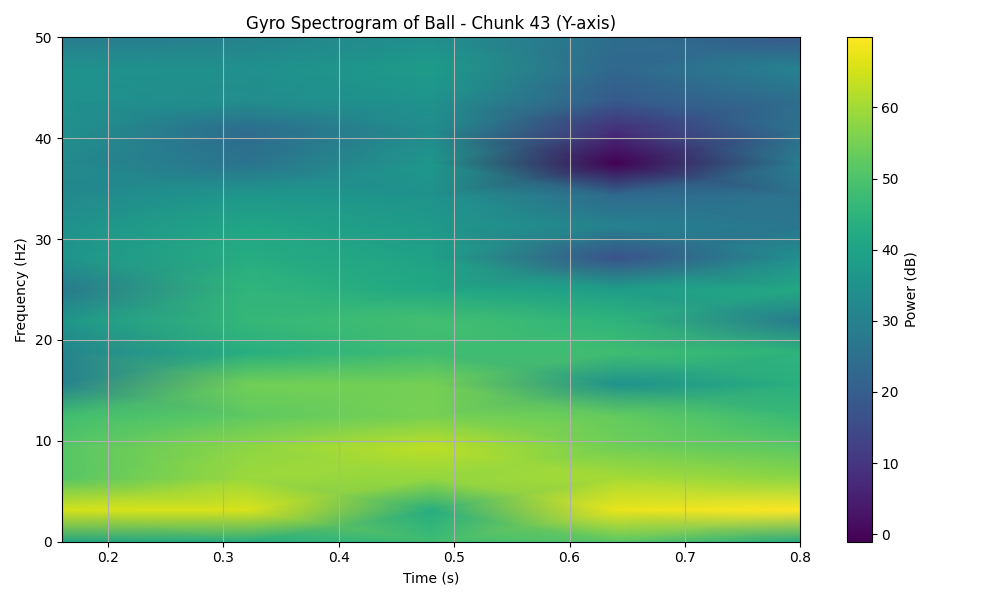 Gyro Spectrogram of Ball - Chunk 43 (Y-axis)
50
40
30
20
10
0
Frequency (Hz)
0.2 0.3 0.4 0.5 0.6 0.7 0.8
Time (s)
60
50
40
30
20
10
0
Power (dB)